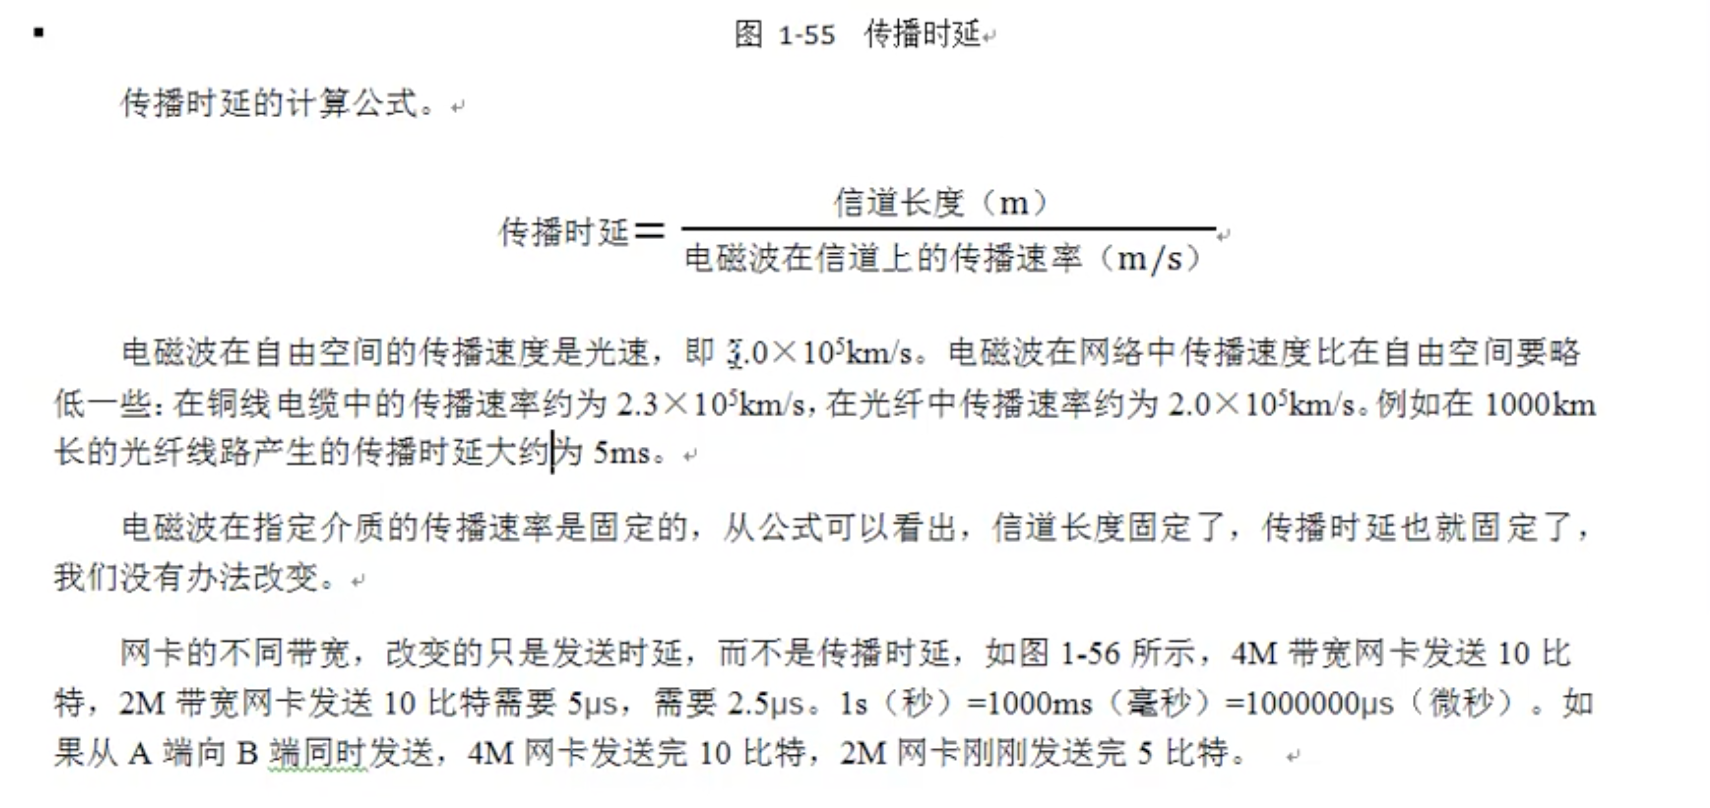 图 1-55 传播时延
传播时延的计算公式。
信道长度（m）
传播时延=
电磁波在信道上的传播速率（m/s）
电磁波在自由空间的传播速度是光速，即 3.0×10⁵km/s。电磁波在网络中传播速度比在自由空间要略
低一些：在铜线电缆中的传播速率约为 2.3×10⁵km/s，在光纤中传播速率约为 2.0×10⁵km/s。例如在 1000km
长的光纤线路产生的传播时延大约为 5ms。
电磁波在指定介质的传播速率是固定的，从公式可以看出，信道长度固定了，传播时延也就固定了，
我们没有办法改变。
网卡的不同带宽，改变的只是发送时延，而不是传播时延，如图 1-56 所示，4M 带宽网卡发送 10 比
特，2M 带宽网卡发送 10 比特需要 5μs，需要 2.5μs。1s（秒）=1000ms（毫秒）=1000000μs（微秒）。如
果从 A 端向 B 端同时发送，4M 网卡发送完 10 比特，2M 网卡刚刚发送完 5 比特。